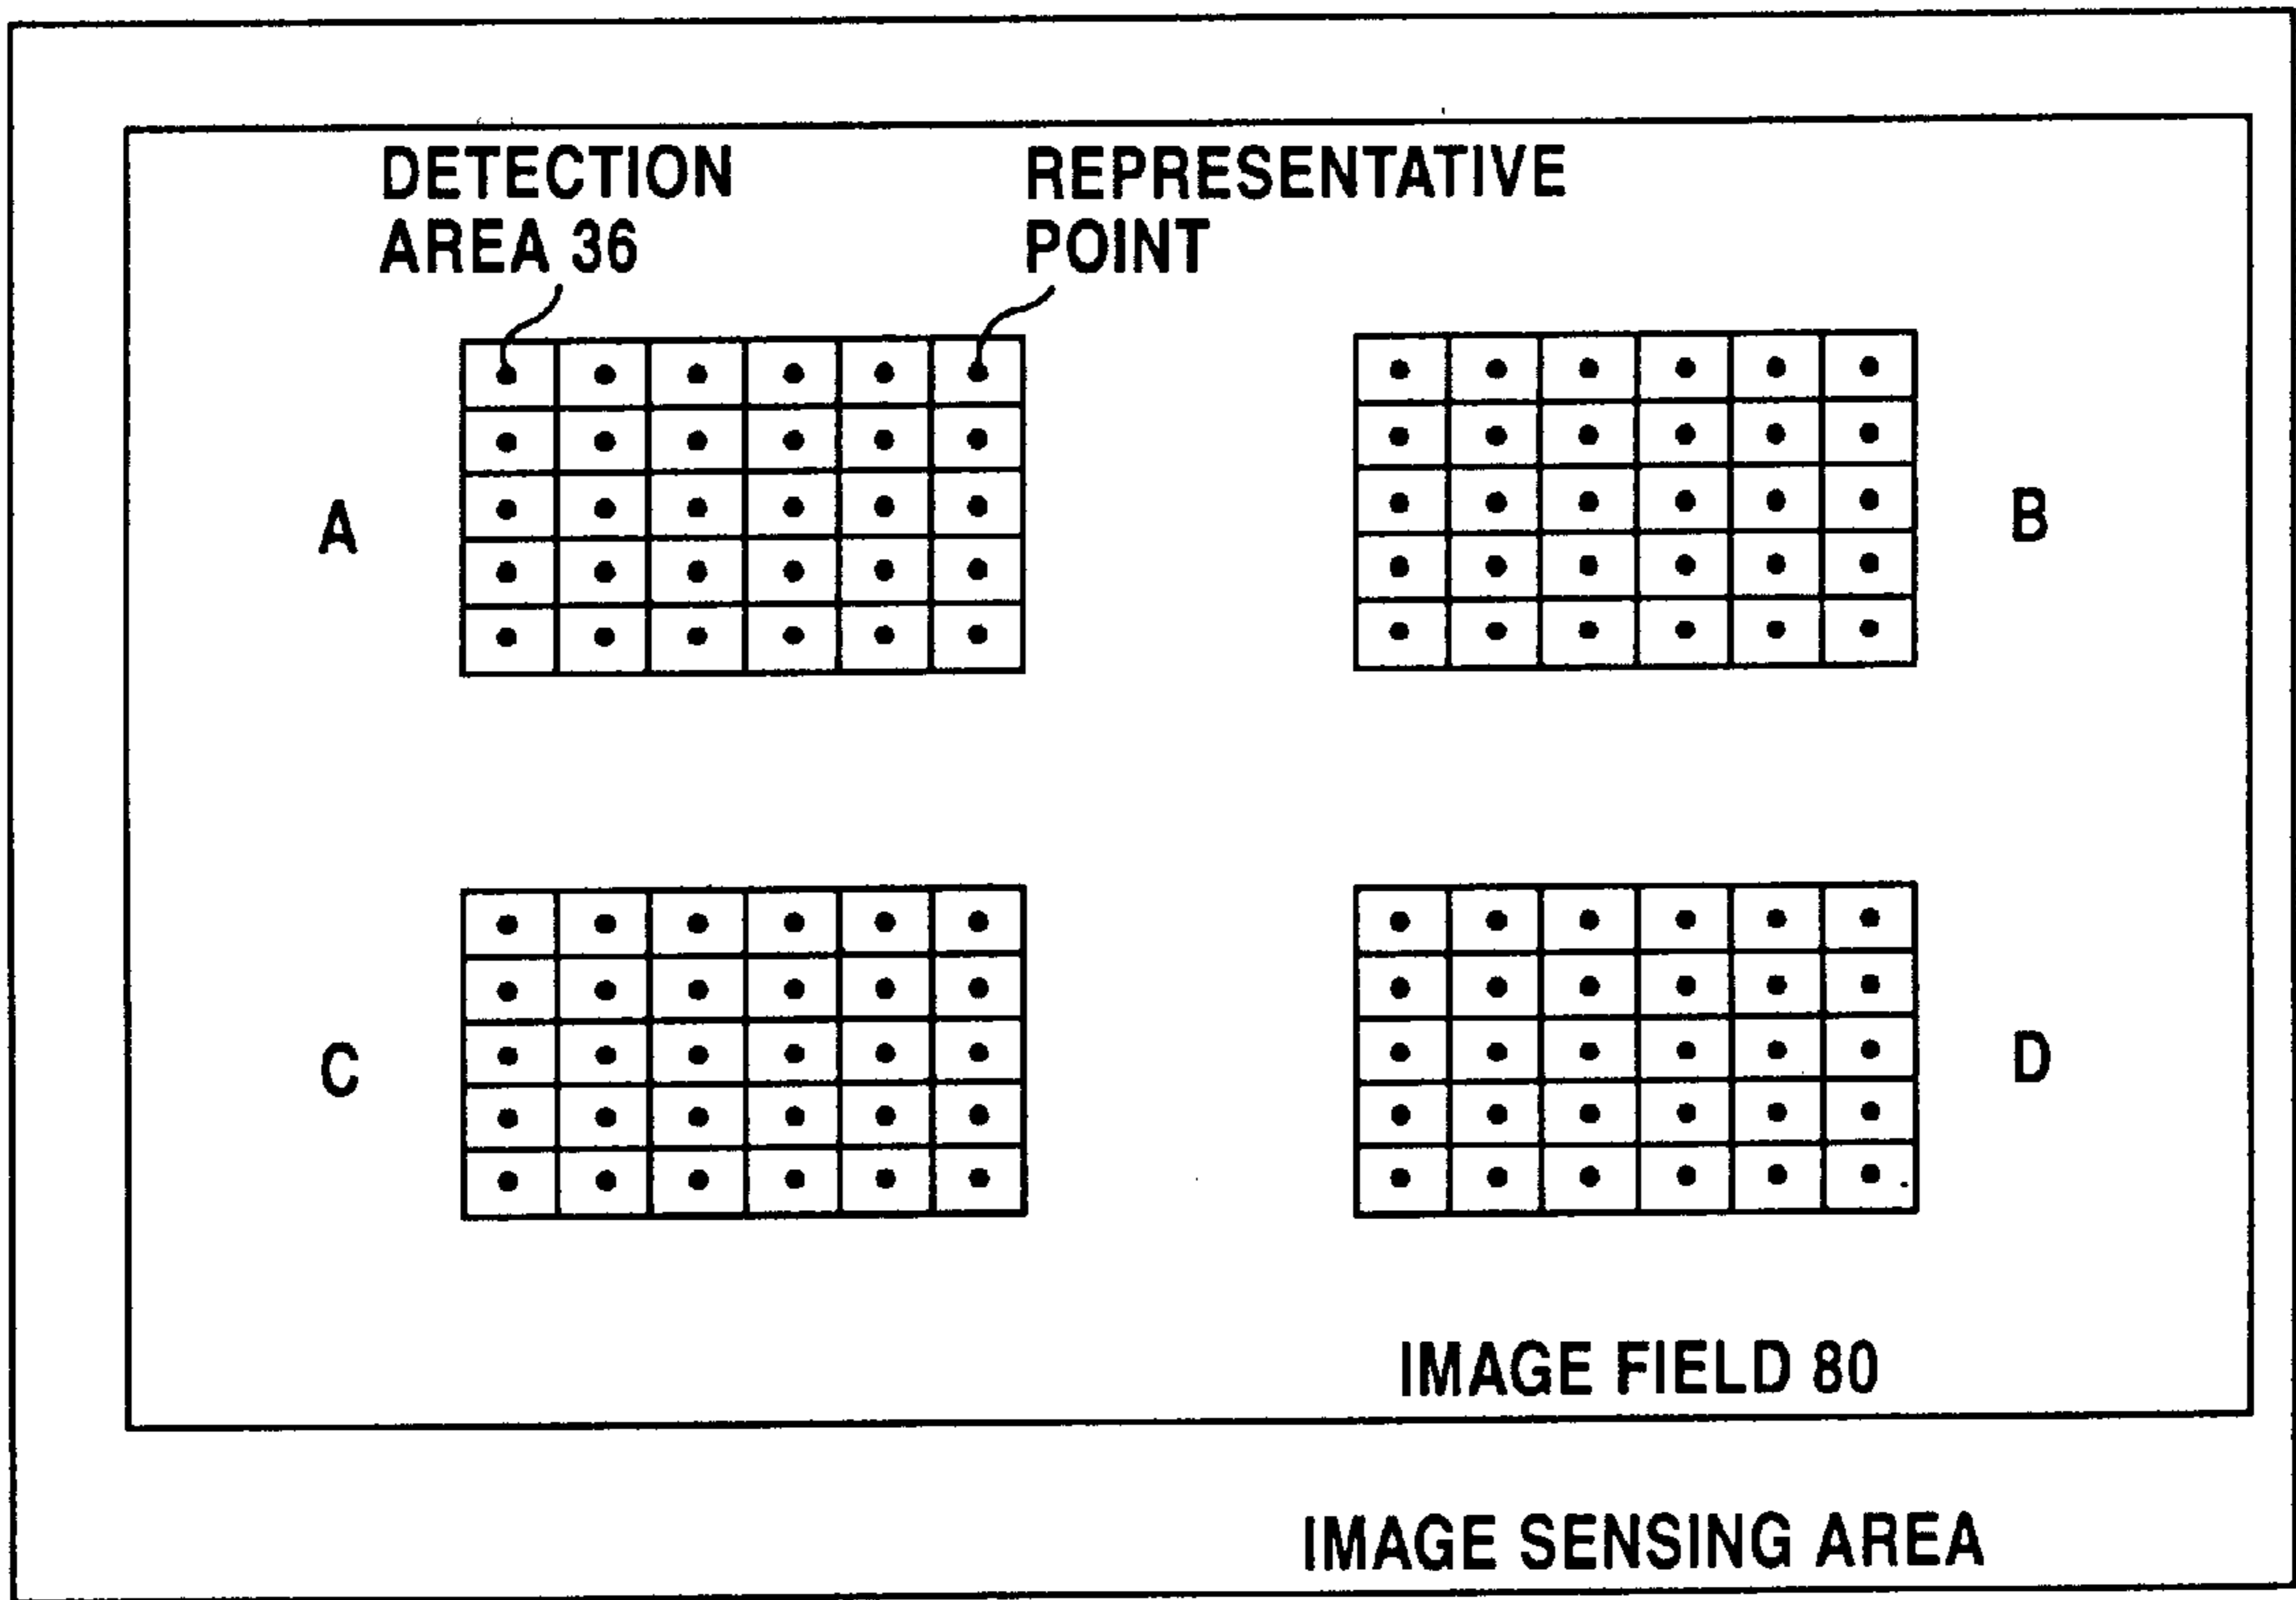 DETECTION
AREA 36
REPRESENTATIVE
POINT
A
B
C
D
IMAGE FIELD 80
IMAGE SENSING AREA